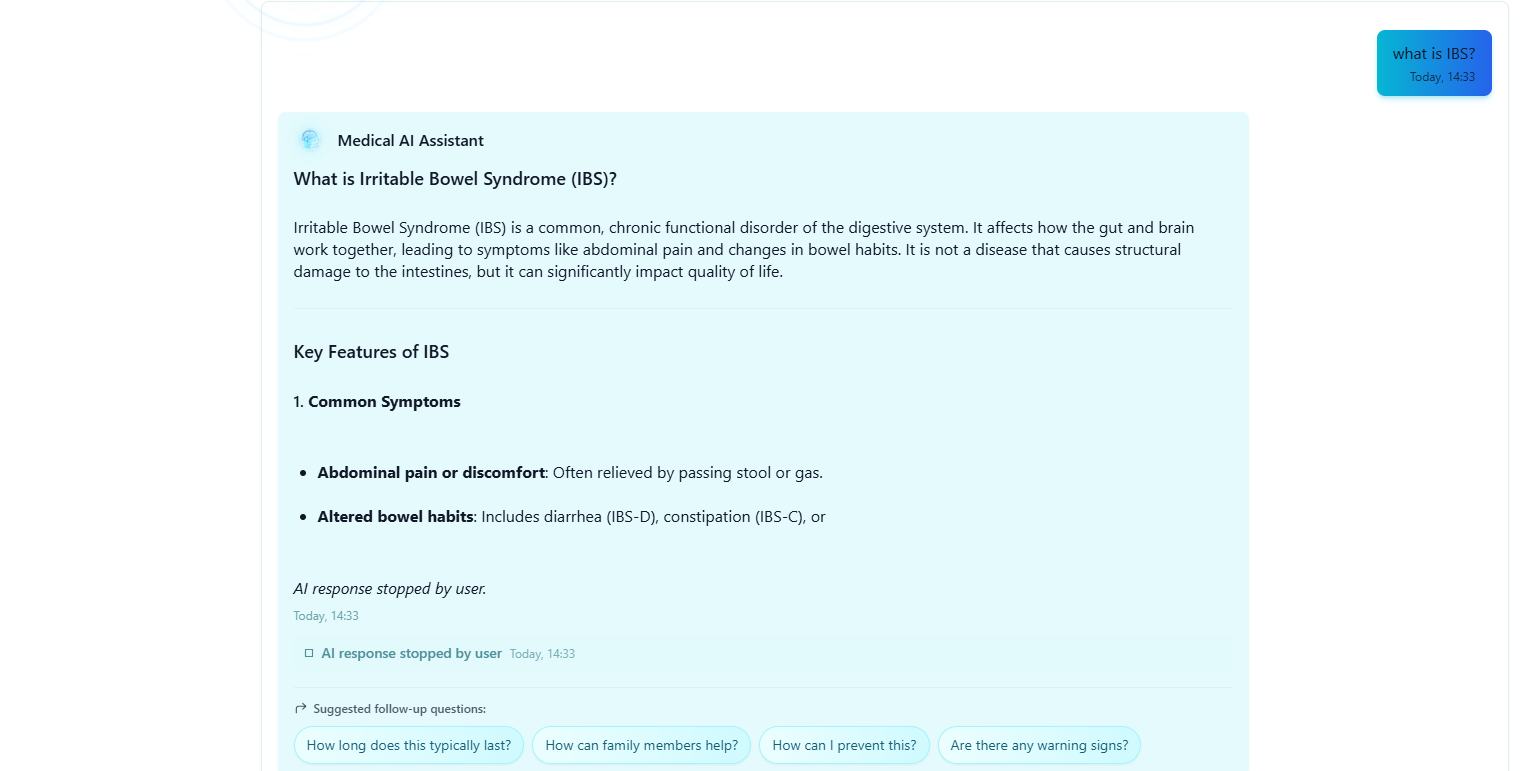 what is IBS?
Today, 14:33
Medical AI Assistant
What is Irritable Bowel Syndrome (IBS)?
Irritable Bowel Syndrome (IBS) is a common, chronic functional disorder of the digestive system. It affects how the gut and brain
work together, leading to symptoms like abdominal pain and changes in bowel habits. It is not a disease that causes structural
damage to the intestines, but it can significantly impact quality of life.
Key Features of IBS
1. Common Symptoms
• Abdominal pain or discomfort: Often relieved by passing stool or gas.
• Altered bowel habits: Includes diarrhea (IBS-D), constipation (IBS-C), or
AI response stopped by user.
Today, 14:33
AI response stopped by user Today, 14:33
Suggested follow-up questions:
How long does this typically last? How can family members help? How can I prevent this? Are there any warning signs?